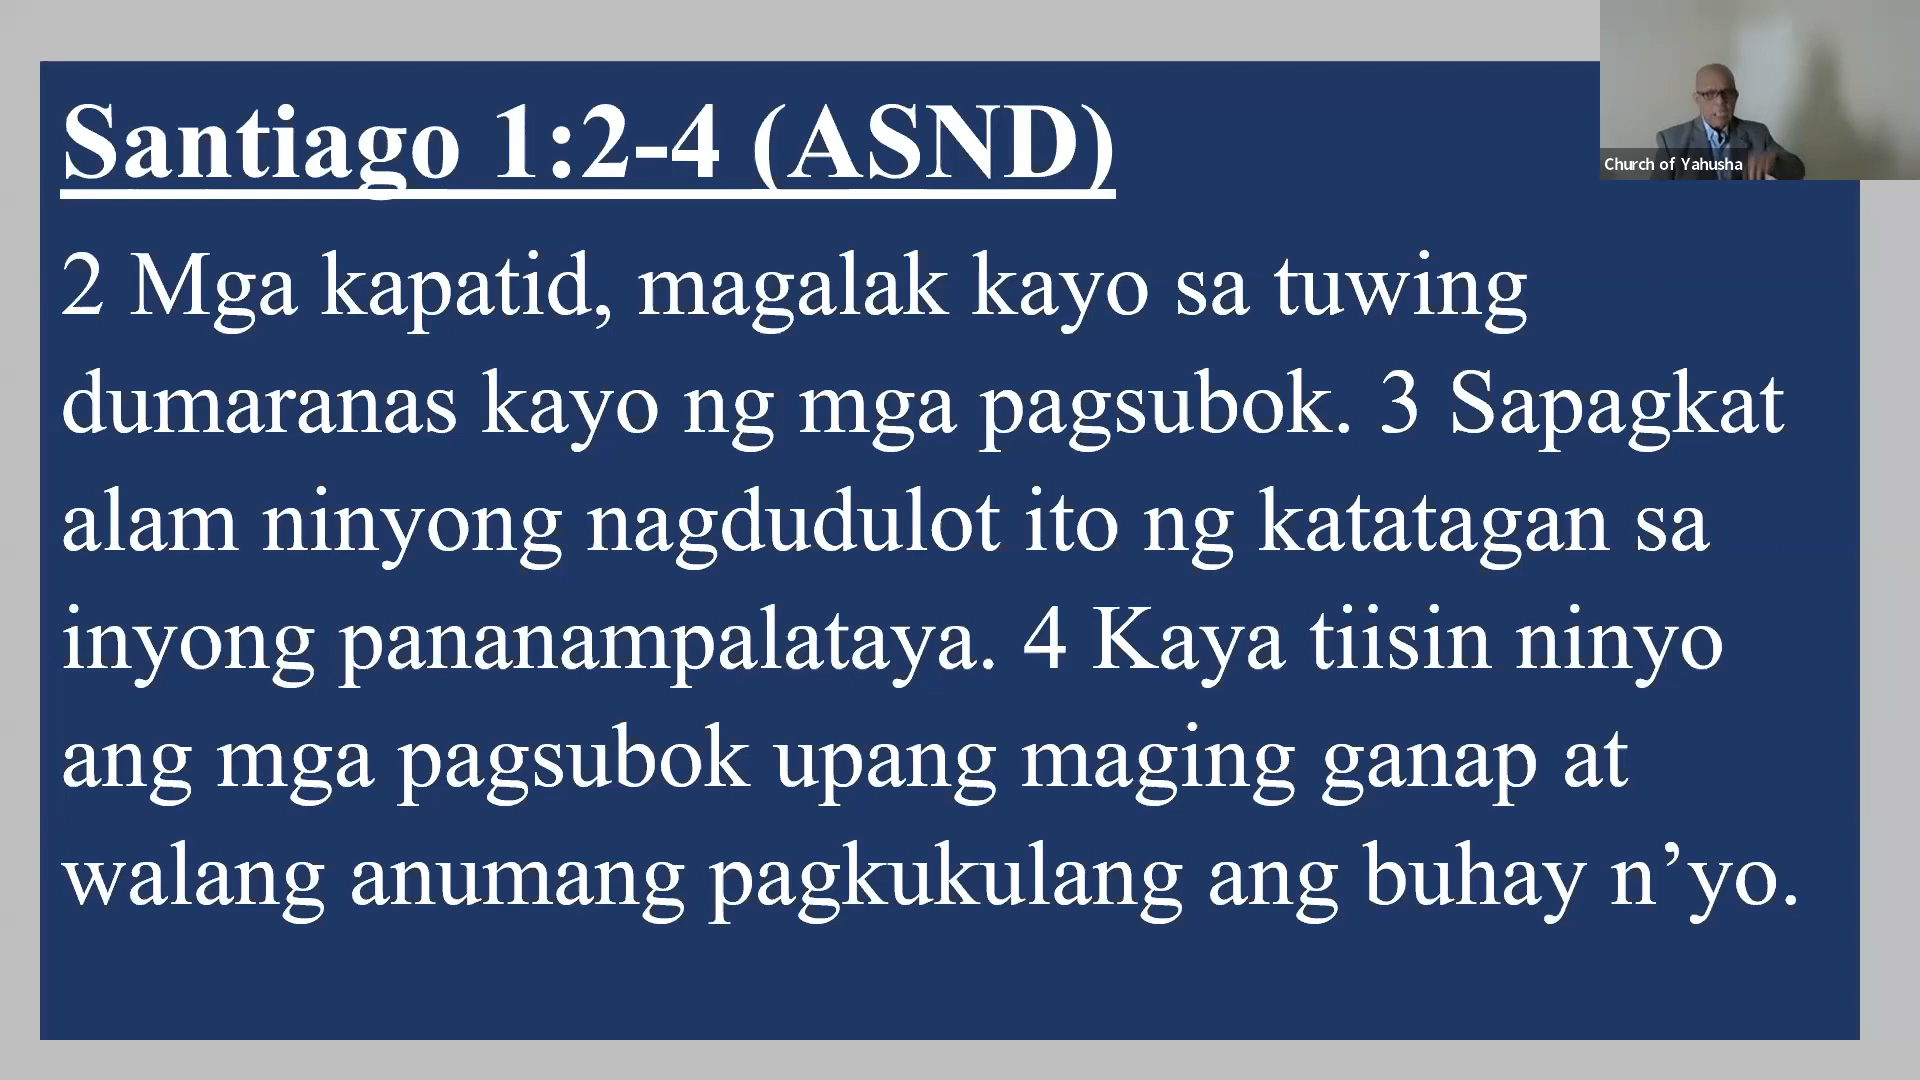 Santiago 1:2-4 (ASND)
2 Mga kapatid, magalak kayo sa tuwing
dumaranas kayo ng mga pagsubok. 3 Sapagkat
alam ninyong nagdudulot ito ng katatagan sa
inyong pananampalataya. 4 Kaya tiisin ninyo
ang mga pagsubok upang maging ganap at
walang anumang pagkukulang ang buhay n’yo.
Church of Yahusha